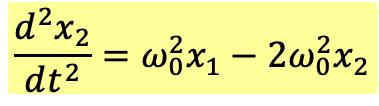 d²x₂/dt² = ω₀²x₁ − 2ω₀²x₂